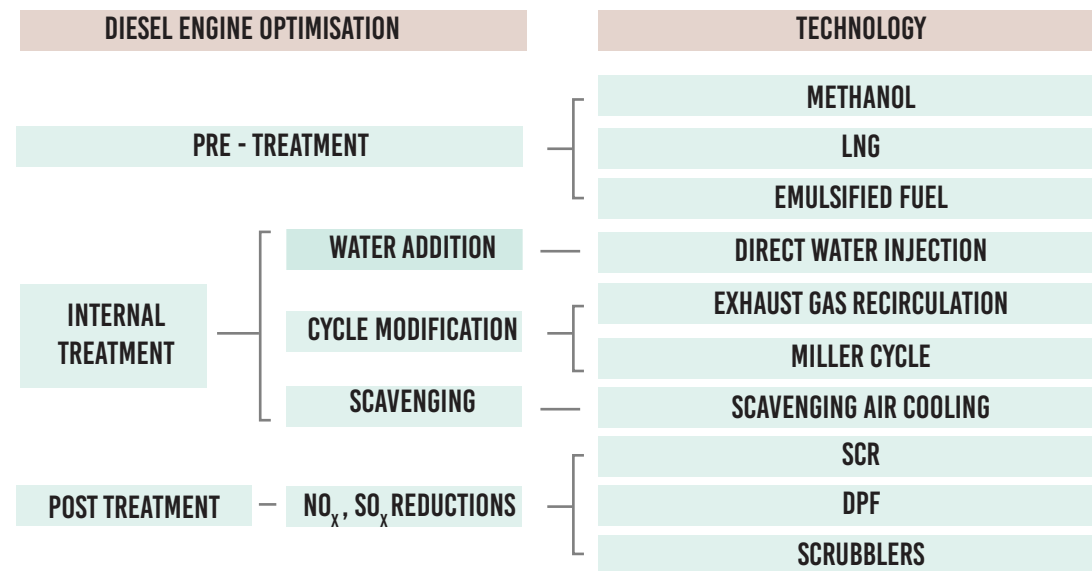 DIESEL ENGINE OPTIMISATION
TECHNOLOGY
PRE - TREATMENT
METHANOL
LNG
EMULSIFIED FUEL
INTERNAL
TREATMENT
WATER ADDITION
DIRECT WATER INJECTION
CYCLE MODIFICATION
EXHAUST GAS RECIRCULATION
MILLER CYCLE
SCAVENGING
SCAVENGING AIR COOLING
POST TREATMENT
NOx, SOx REDUCTIONS
SCR
DPF
SCRUBBLERS